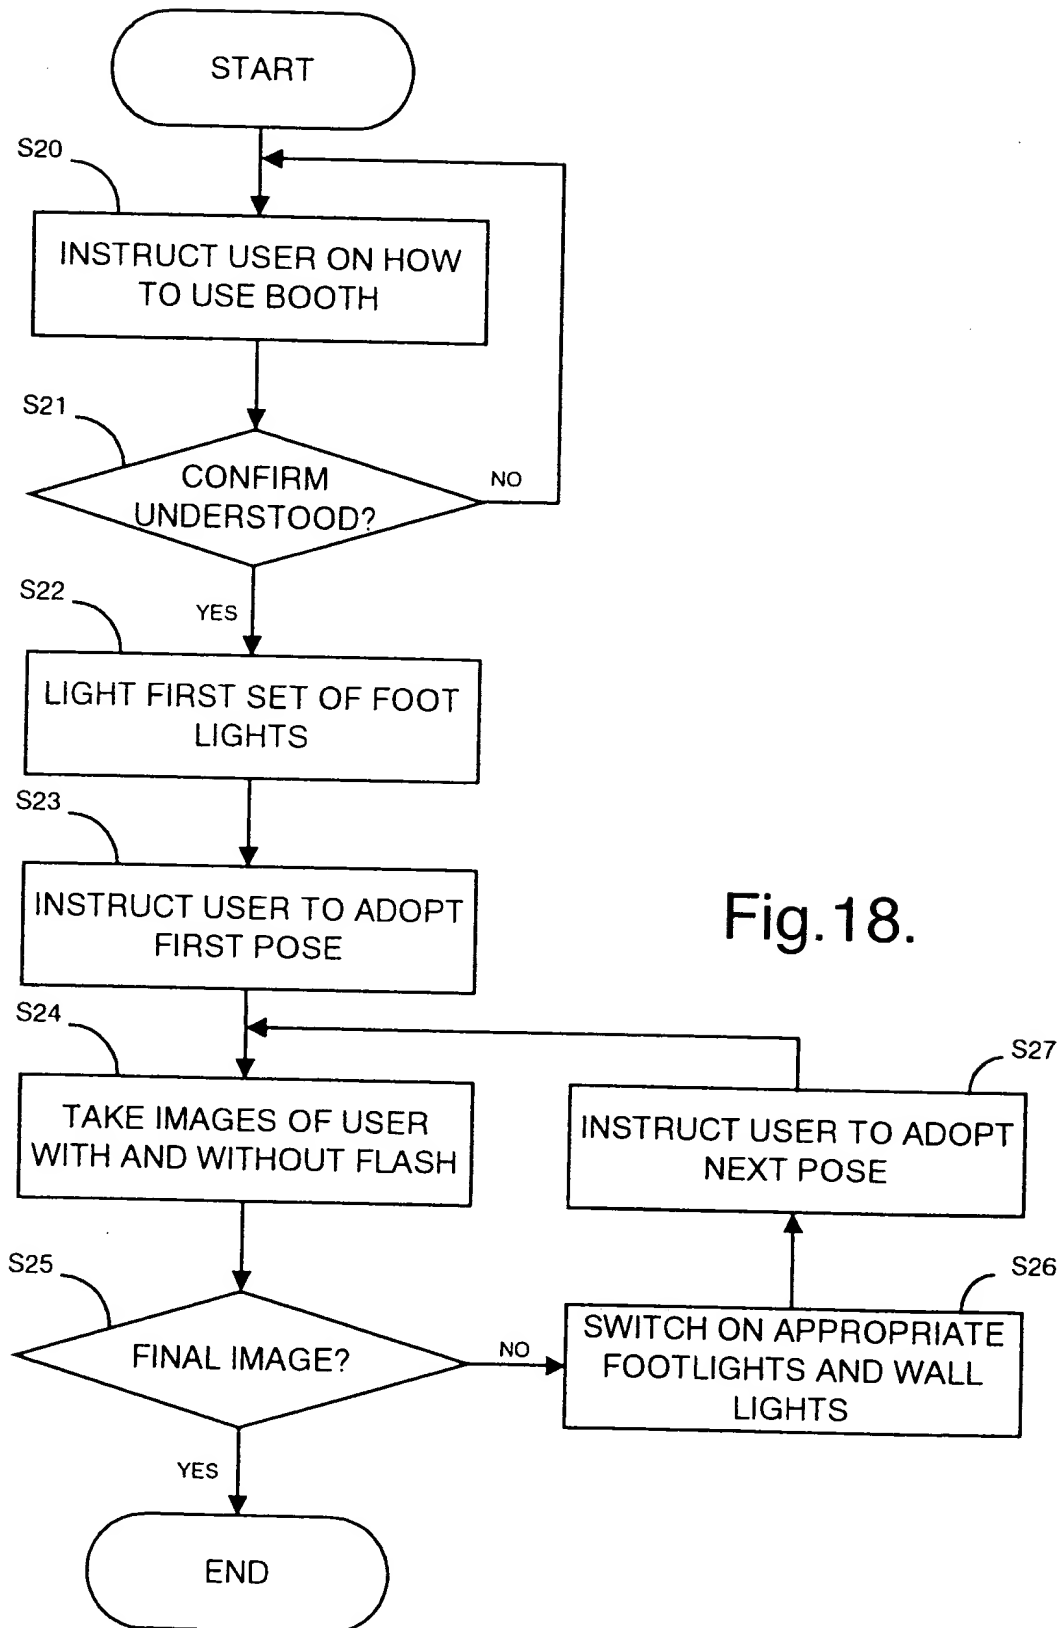 START
S20
INSTRUCT USER ON HOW
TO USE BOOTH
S21
CONFIRM
UNDERSTOOD?
NO
S22
YES
LIGHT FIRST SET OF FOOT
LIGHTS
S23
INSTRUCT USER TO ADOPT
FIRST POSE
Fig.18.
S24
TAKE IMAGES OF USER
WITH AND WITHOUT FLASH
S27
INSTRUCT USER TO ADOPT
NEXT POSE
S25
FINAL IMAGE?
NO
S26
SWITCH ON APPROPRIATE
FOOTLIGHTS AND WALL
LIGHTS
YES
END